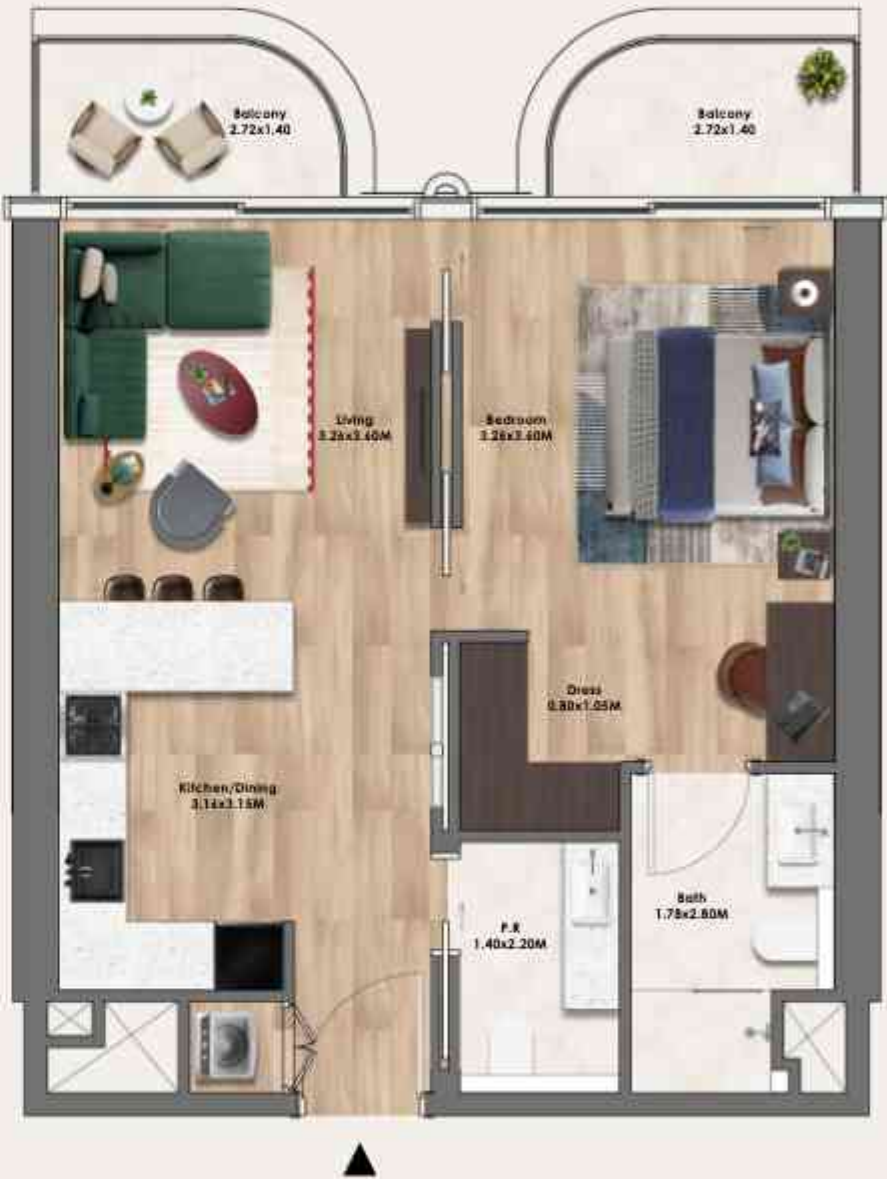 Balcony
2.72x1.40
Balcony
2.72x1.40
Living
3.26x3.60M
Bedroom
3.26x3.60M
Dress
0.80x1.05M
Kitchen/Dining
3.16x3.15M
P.R
1.40x2.20M
Bath
1.78x2.80M